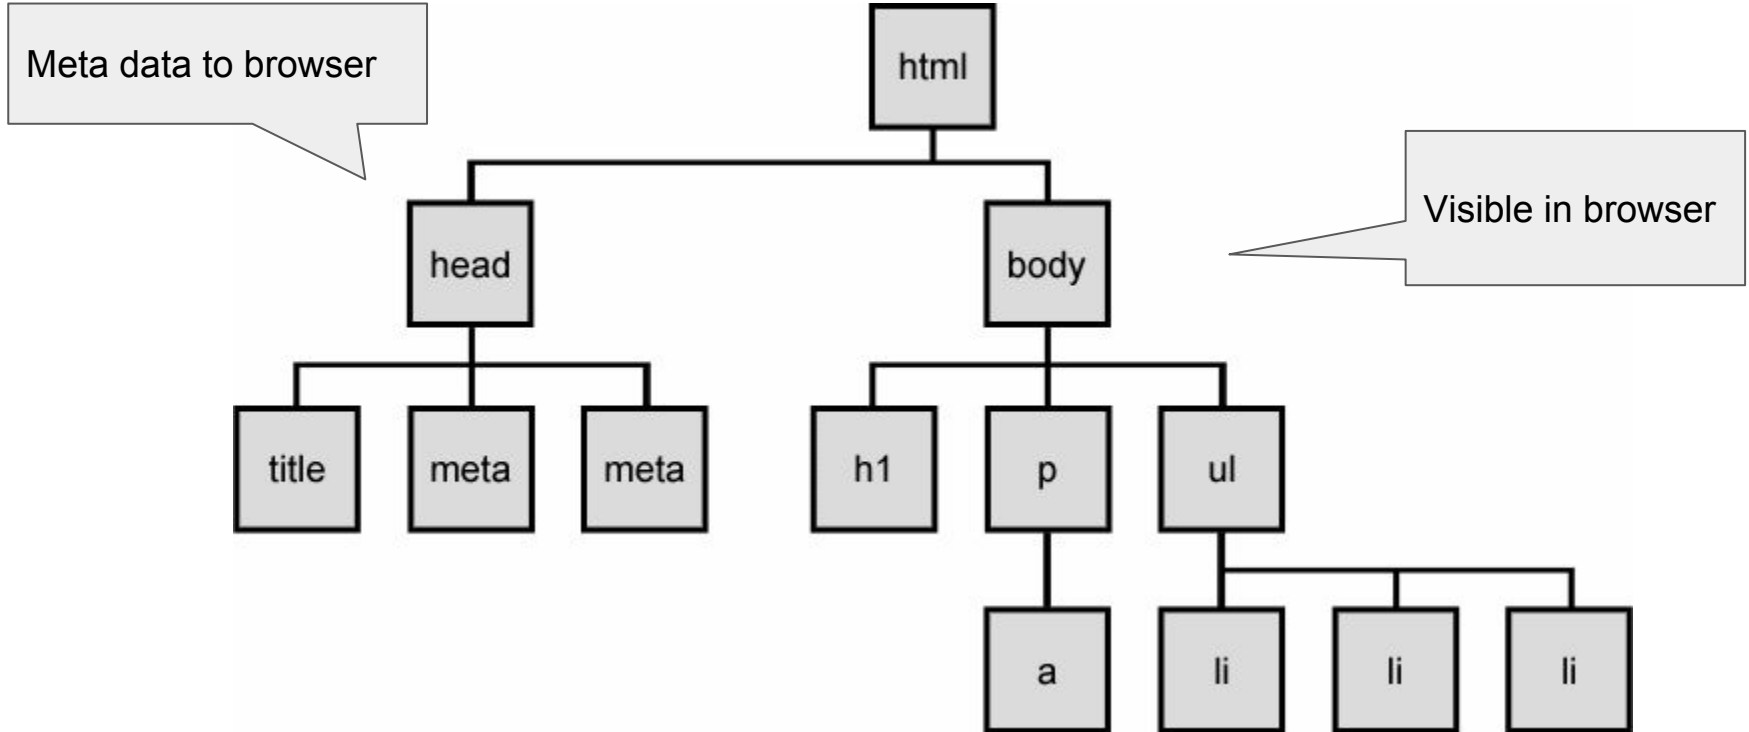 Meta data to browser
html
Visible in browser
head
body
title
meta
meta
h1
p
ul
a
li
li
li